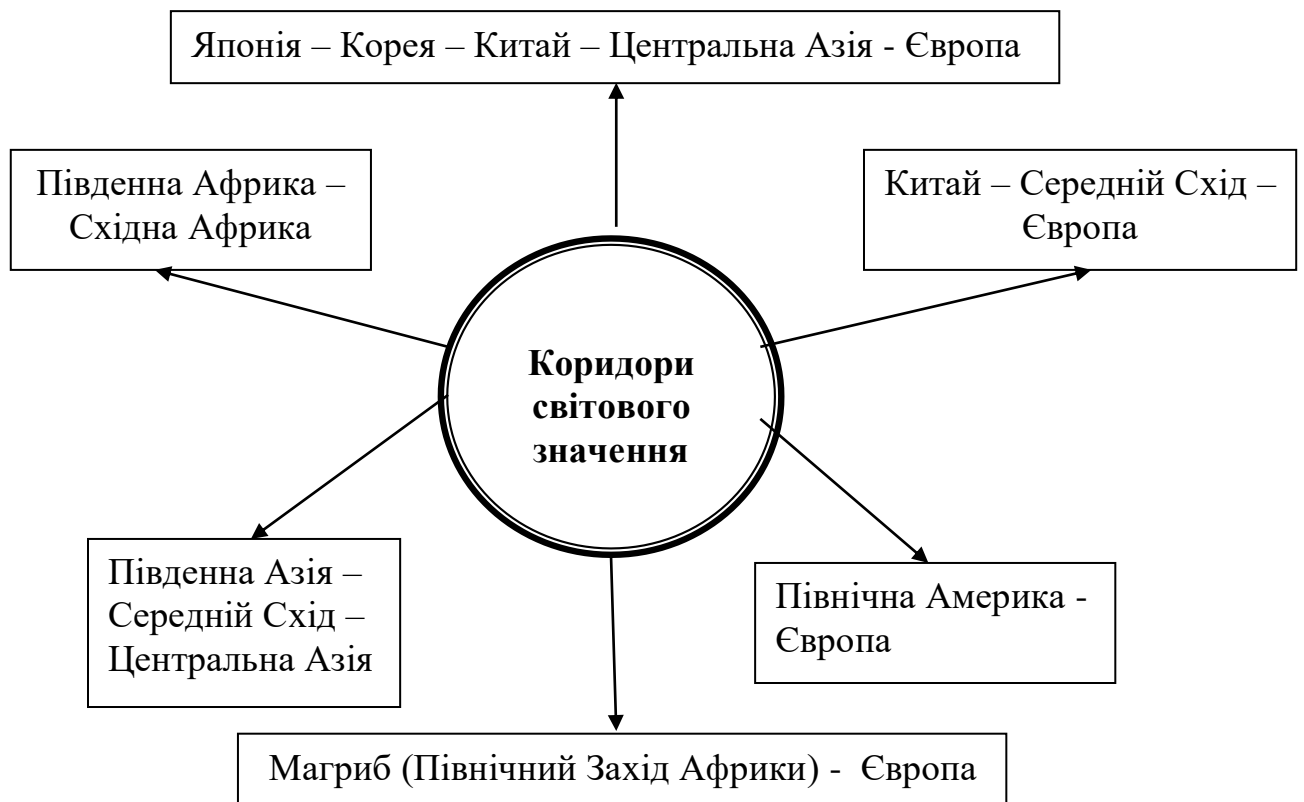 Японія – Корея – Китай – Центральна Азія - Європа
Південна Африка –
Східна Африка
Китай – Середній Схід –
Європа
Коридори
світового
значення
Південна Азія –
Середній Схід –
Центральна Азія
Північна Америка -
Європа
Магриб (Північний Захід Африки) - Європа